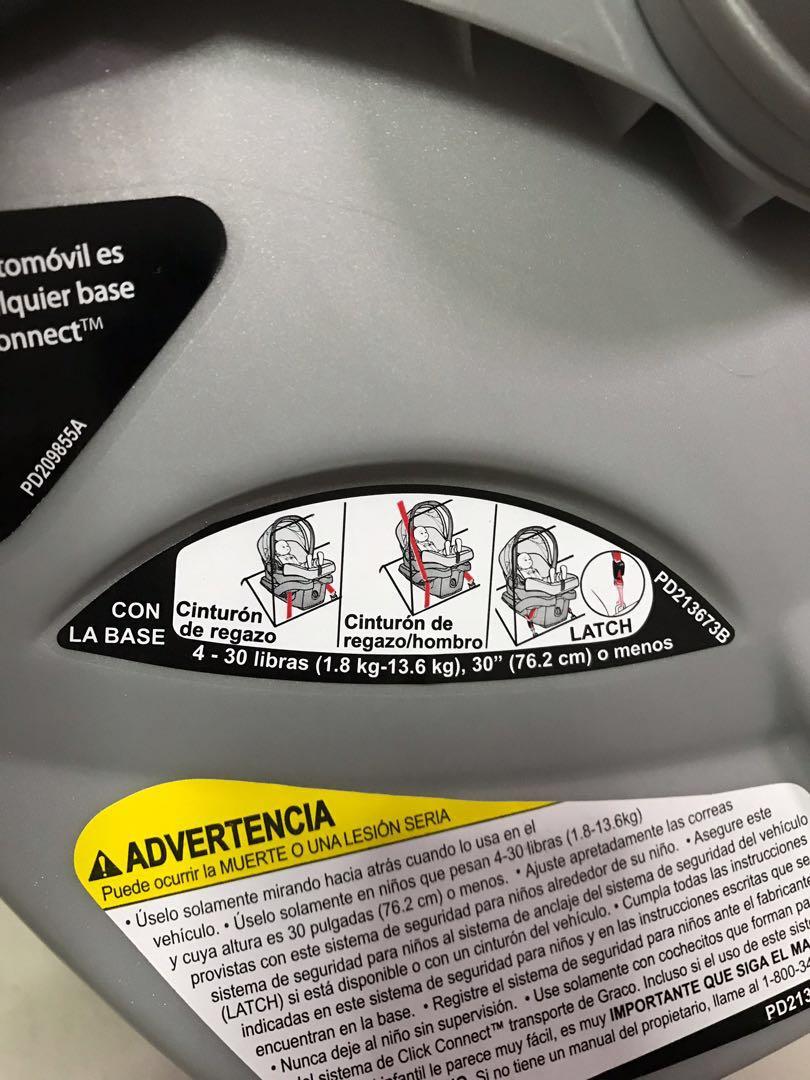 tomóvil es
lquier base
onnect™
PD209855A
CON
LA BASE
Cinturón
de regazo
Cinturón de
regazo/hombro
LATCH
4 - 30 libras (1.8 kg-13.6 kg), 30” (76.2 cm) o menos
PD213673B
ADVERTENCIA
Puede ocurrir la MUERTE O UNA LESIÓN SERIA
• Úselo solamente mirando hacia atrás cuando lo usa en el
vehículo. • Úselo solamente en niños que pesan 4-30 libras (1.8-13.6kg)
y cuya altura es 30 pulgadas (76.2 cm) o menos. • Ajuste apretadamente las correas
provistas con este sistema de seguridad para niños alrededor de su niño. • Asegure este
sistema de seguridad para niños al sistema de anclaje del sistema de seguridad del vehículo
(LATCH) si está disponible o con un cinturón del vehículo. • Cumpla todas las instrucciones
indicadas en este sistema de seguridad para niños y en las instrucciones escritas que se
encuentran en la base. • Registre el sistema de seguridad para niños ante el fabricante
• Nunca deje al niño sin supervisión. • Use solamente con cochecitos que forman pa
sistema de Click Connect™ transporte de Graco. Incluso si el uso de este sist
infantil le parece muy fácil, es muy IMPORTANTE QUE SIGA EL MA
Si no tiene un manual del propietario, llame al 1-800-34
PD213